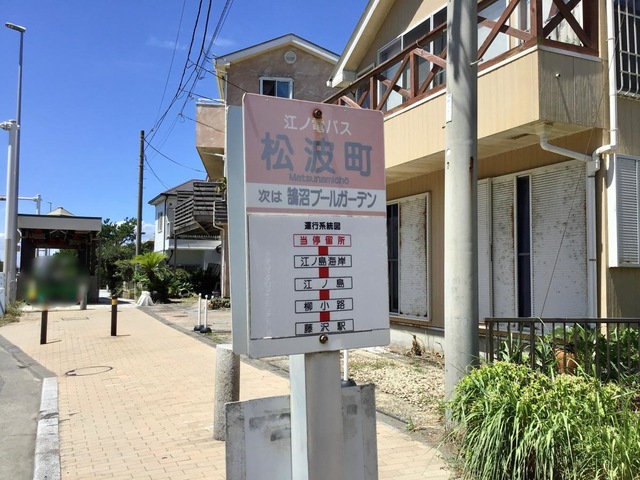 江ノ電バス
松波町
Matsunamichō
次は 鵠沼プールガーデン
運行系統図
当停留所
江ノ島海岸
江ノ島
柳小路
藤沢駅